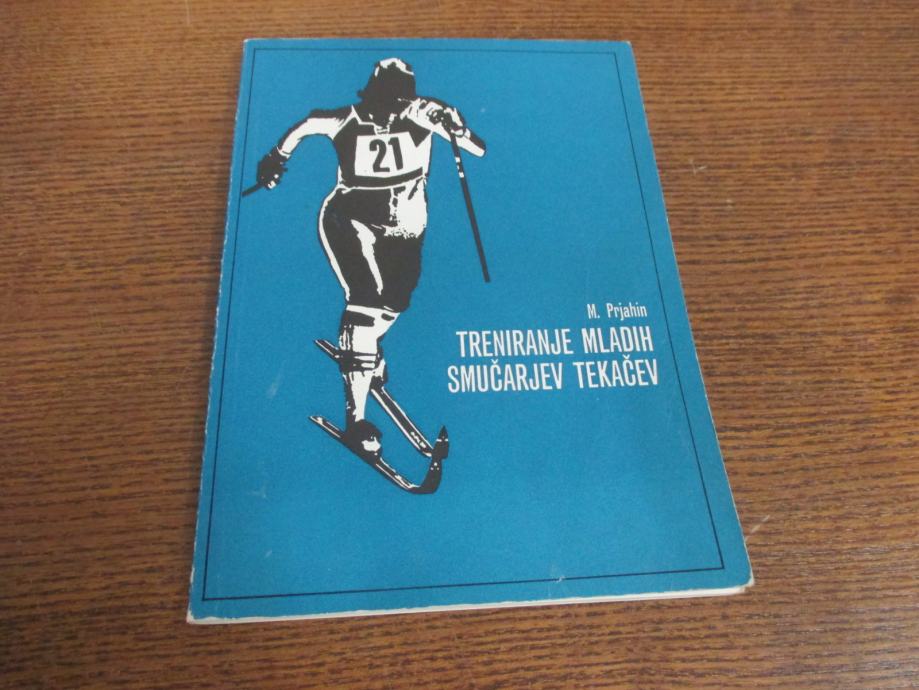 21
M. Prjahin
TRENIRANJE MLADIH
SMUČARJEV TEKAČEV